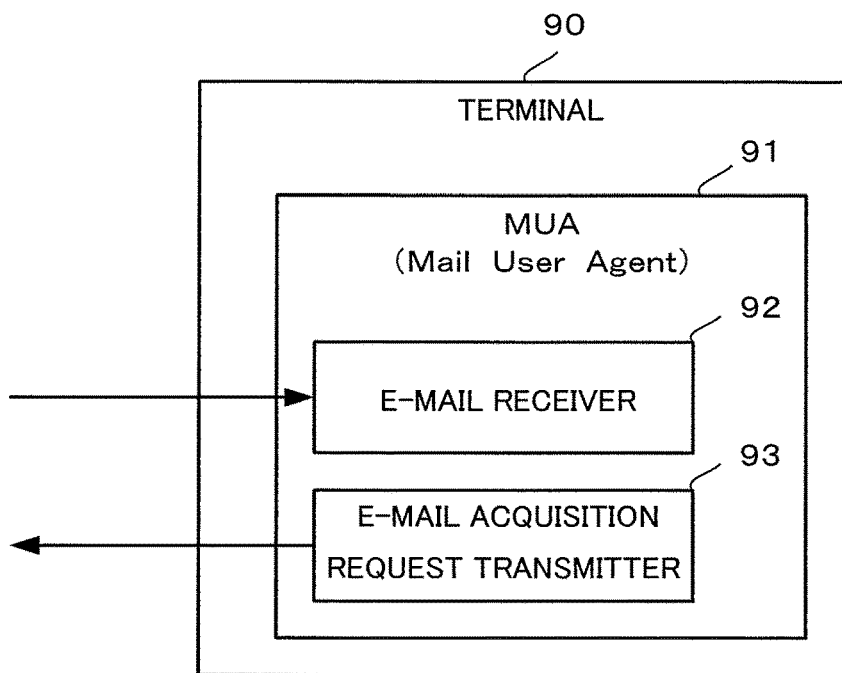 90
TERMINAL
91
MUA
(Mail User Agent)
92
E-MAIL RECEIVER
93
E-MAIL ACQUISITION
REQUEST TRANSMITTER